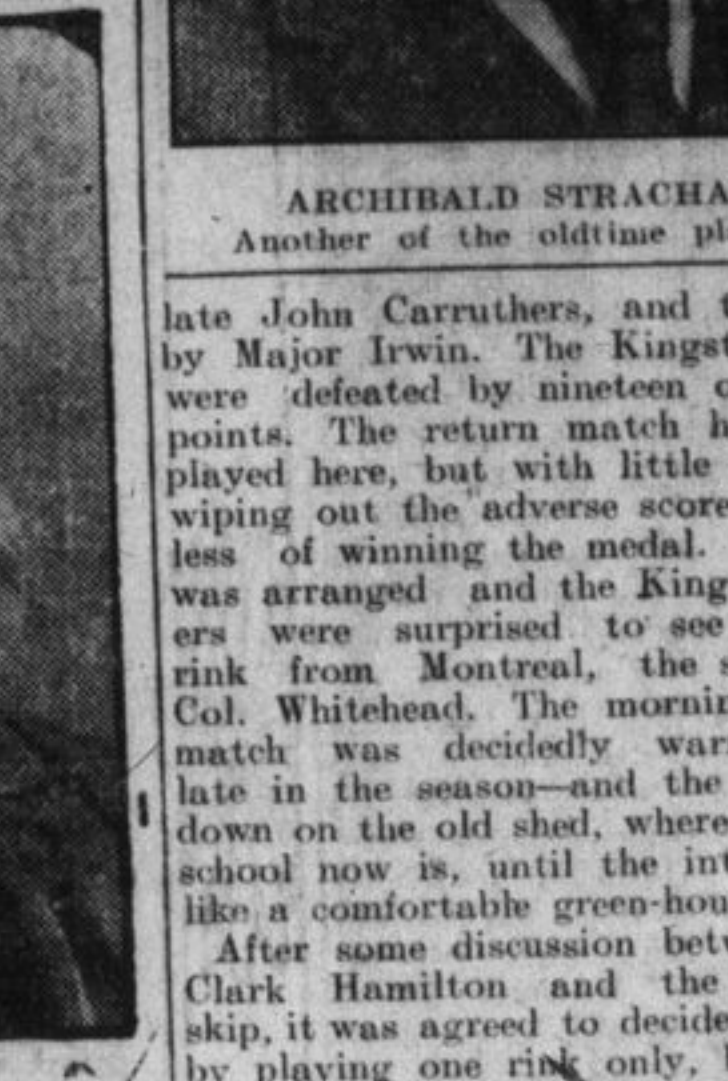 ARCHIBALD STRACHA
Another of the oldtime pl
late John Carruthers, and
by Major Irwin. The Kingst
were defeated by nineteen
points. The return match h
played here, but with little
wiping out the adverse score
less of winning the medal.
was arranged and the King
ers were surprised to see
rink from Montreal, the s
Col. Whitehead. The mornin
match was decidedly war
late in the season—and the
down on the old shed, where
school now is, until the int
like a comfortable green-hou
After some discussion betw
Clark Hamilton and the
skip, it was agreed to decide
by playing one rink only,